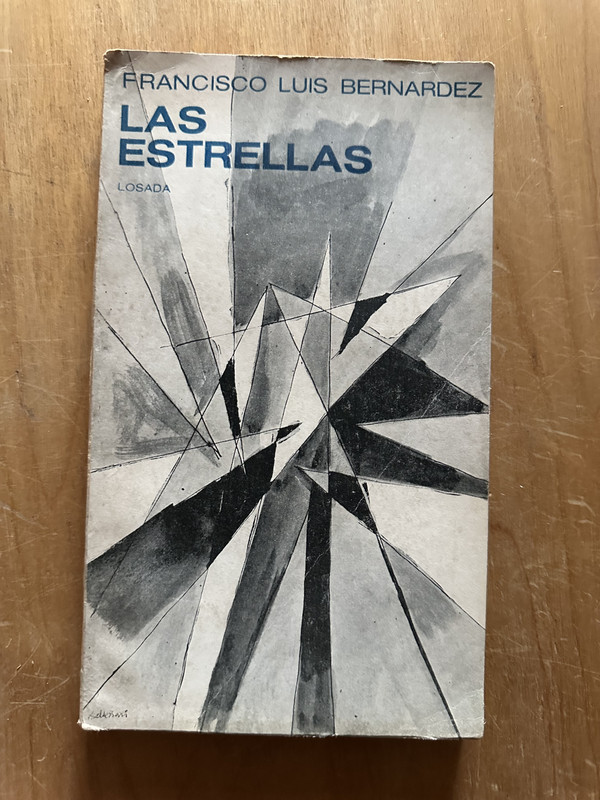 FRANCISCO LUIS BERNARDEZ
LAS
ESTRELLAS
LOSADA